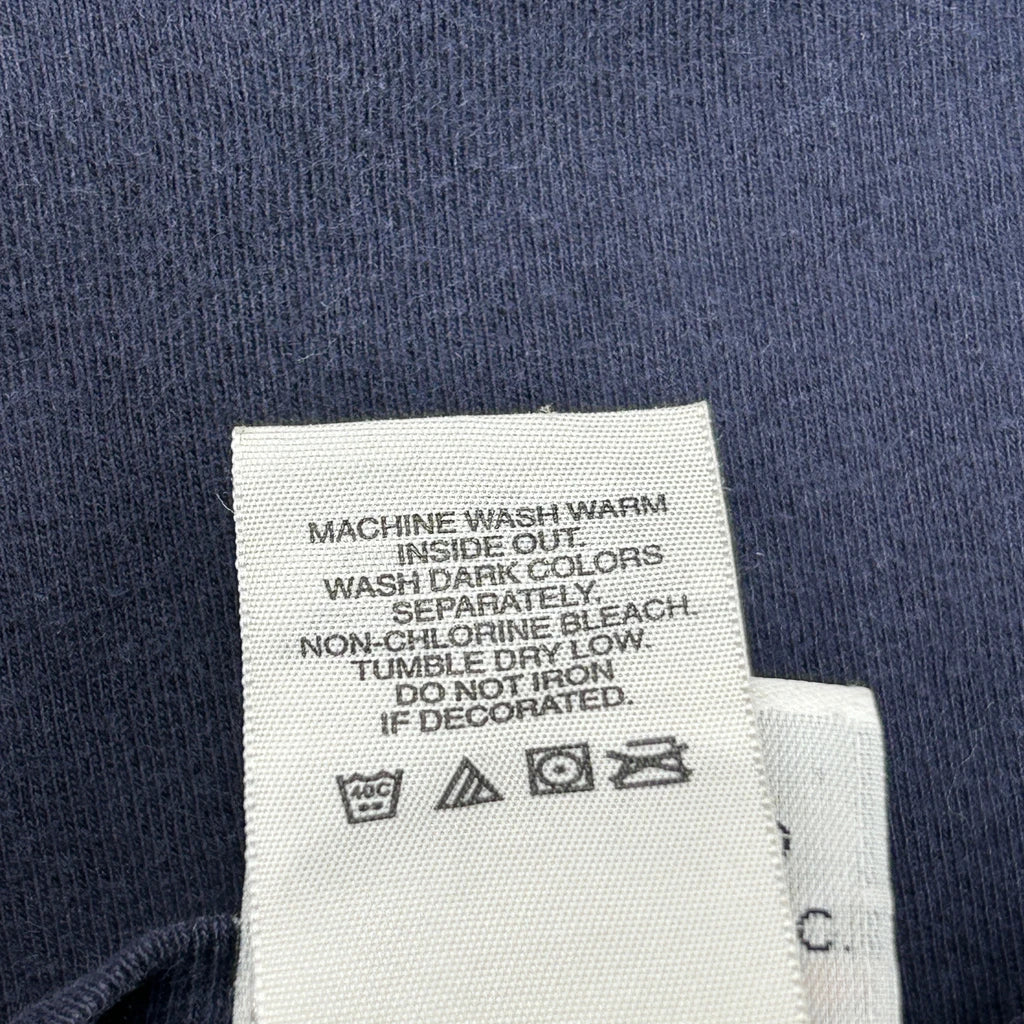 MACHINE WASH WARM
INSIDE OUT.
WASH DARK COLORS
SEPARATELY.
NON-CHLORINE BLEACH.
TUMBLE DRY LOW.
DO NOT IRON
IF DECORATED.
40C
C.